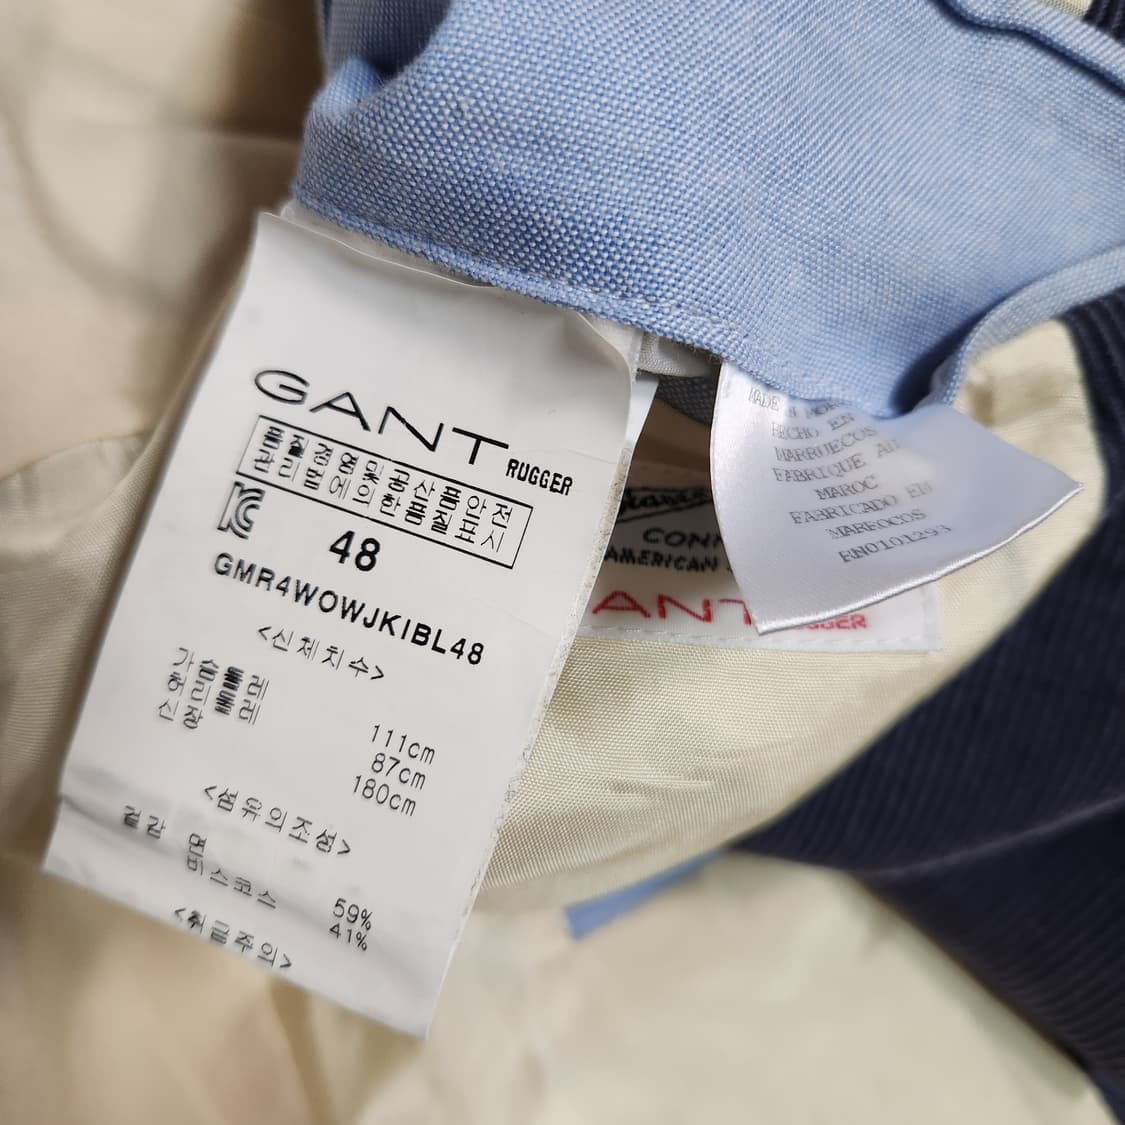 GANT RUGGER
품질경영및공산품안전
관리법에의한품질표시
48
GMR4WOWJKIBL48
<신체치수>
가슴둘레 111cm
허리둘레 87cm
신장 180cm
<섬유의조성>
겉감 면 59%
비스코스 41%
<취급주의>
MADE IN
HECHO EN
MARRUECOS
FABRIQUE AU
MAROC
FABRICADO EM
MARROCOS
RN0101293
AMERICAN
ANT